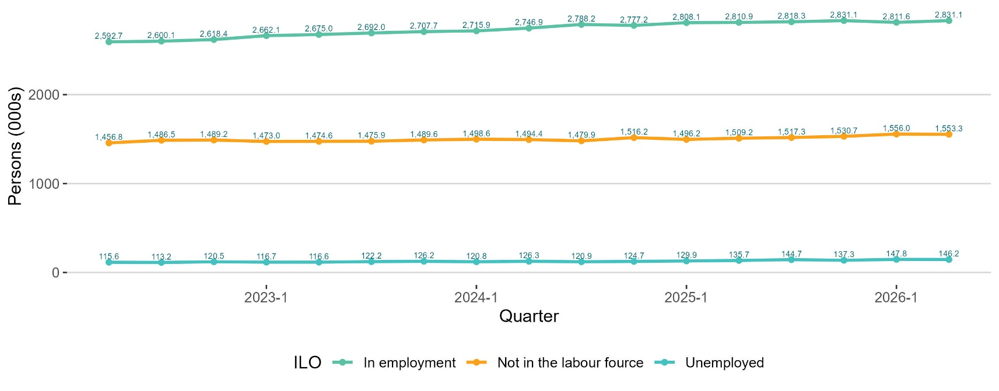 2,592.7 2,600.1 2,618.4 2,662.1 2,675.0 2,692.0 2,707.7 2,715.9 2,746.9 2,788.2 2,777.2 2,808.1 2,810.9 2,818.3 2,831.1 2,811.6 2,831.1
2000
1,456.8 1,486.5 1,489.2 1,473.0 1,474.6 1,475.9 1,489.6 1,498.6 1,494.4 1,479.9 1,516.2 1,496.2 1,509.2 1,517.3 1,530.7 1,556.0 1,553.3
Persons (000s)
1000
115.6 113.2 120.5 116.7 116.6 122.2 126.2 120.8 126.3 120.9 124.7 129.9 135.7 144.7 137.3 147.8 146.2
0
2023-1 2024-1 2025-1 2026-1
Quarter
ILO In employment Not in the labour fource Unemployed